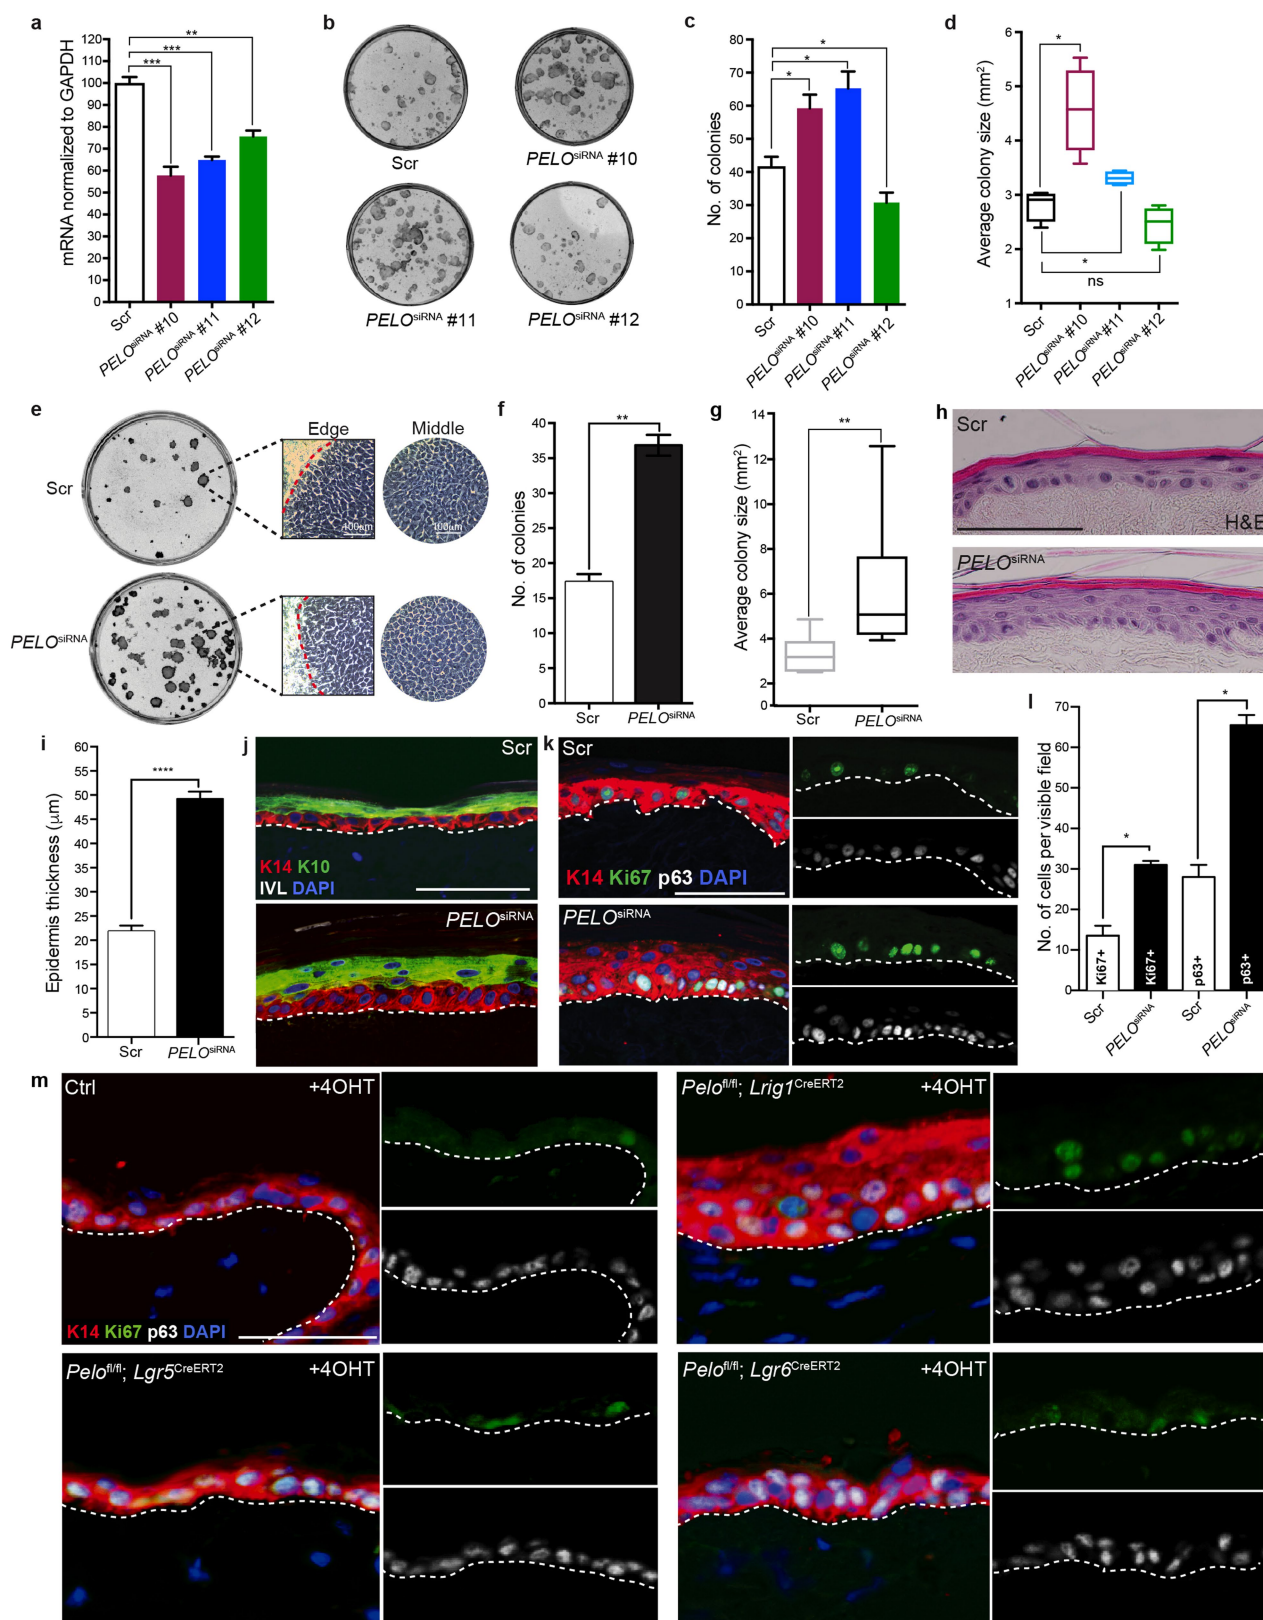 a
mRNA normalized to GAPDH
120
110
100
90
80
70
60
50
40
30
20
10
0
**
***
***
Scr
PELOsiRNA #10
PELOsiRNA #11
PELOsiRNA #12
b
Scr
PELOsiRNA #10
PELOsiRNA #11
PELOsiRNA #12
c
No. of colonies
80
70
60
50
40
30
20
10
0
*
*
*
Scr
PELOsiRNA #10
PELOsiRNA #11
PELOsiRNA #12
d
Average colony size (mm2)
6
5
4
3
2
1
*
*
ns
Scr
PELOsiRNA #10
PELOsiRNA #11
PELOsiRNA #12
e
Edge
Middle
Scr
400μm
100μm
PELOsiRNA
f
No. of colonies
40
35
30
25
20
15
10
5
0
**
Scr
PELOsiRNA
g
Average colony size (mm2)
14
12
10
8
6
4
2
0
**
Scr
PELOsiRNA
h
Scr
H&E
PELOsiRNA
i
Epidermis thickness (μm)
60
55
50
45
40
35
30
25
20
15
10
5
0
****
Scr
PELOsiRNA
j
Scr
K14 K10
IVL DAPI
PELOsiRNA
k
Scr
K14 Ki67 p63 DAPI
PELOsiRNA
l
No. of cells per visible field
70
60
50
40
30
20
10
0
*
*
Ki67+
Ki67+
p63+
p63+
Scr
PELOsiRNA
Scr
PELOsiRNA
m
Ctrl
+4OHT
K14 Ki67 p63 DAPI
Pelofl/fl; Lrig1CreERT2
+4OHT
Pelofl/fl; Lgr5CreERT2
+4OHT
Pelofl/fl; Lgr6CreERT2
+4OHT